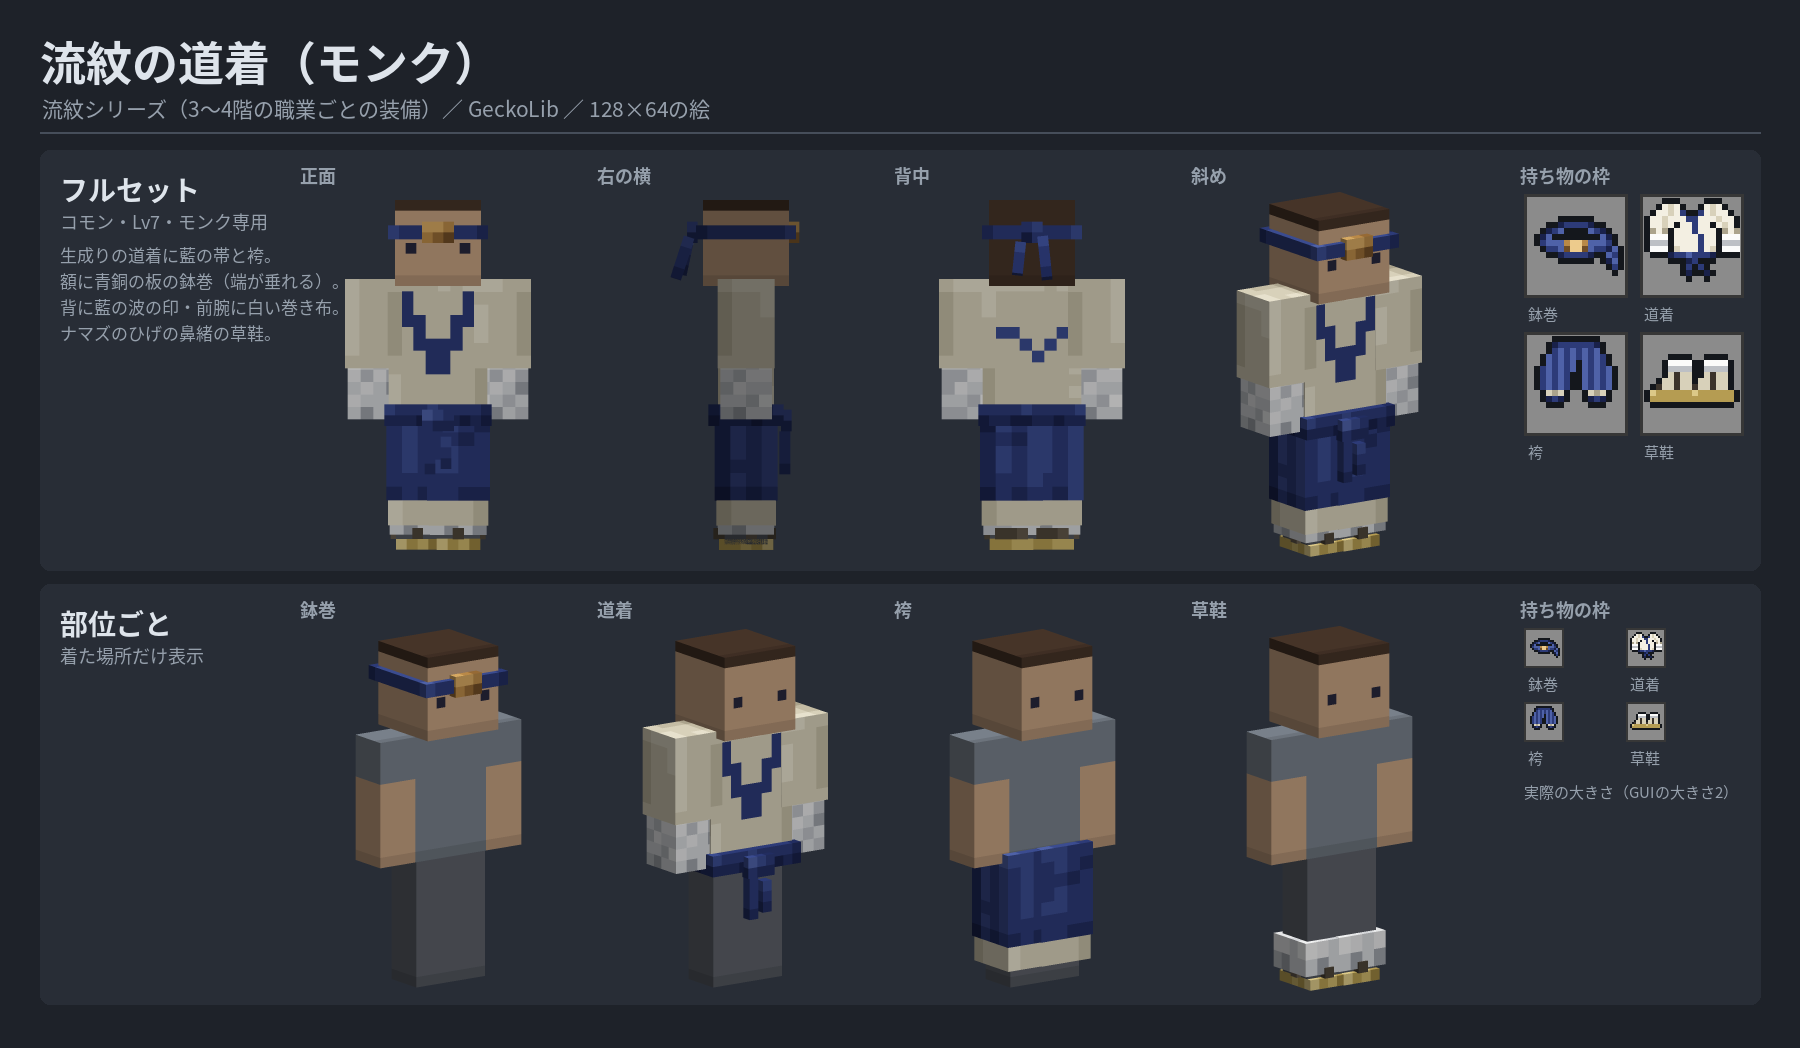 流紋の道着（モンク）
流紋シリーズ（3〜4階の職業ごとの装備）／ GeckoLib ／ 128×64の絵
フルセット
コモン・Lv7・モンク専用
生成りの道着に藍の帯と袴。
額に青銅の板の鉢巻（端が垂れる）。
背に藍の波の印・前腕に白い巻き布。
ナマズのひげの鼻緒の草鞋。
正面
右の横
背中
斜め
持ち物の枠
鉢巻
道着
袴
草鞋
部位ごと
着た場所だけ表示
鉢巻
道着
袴
草鞋
持ち物の枠
鉢巻
道着
袴
草鞋
実際の大きさ（GUIの大きさ2）